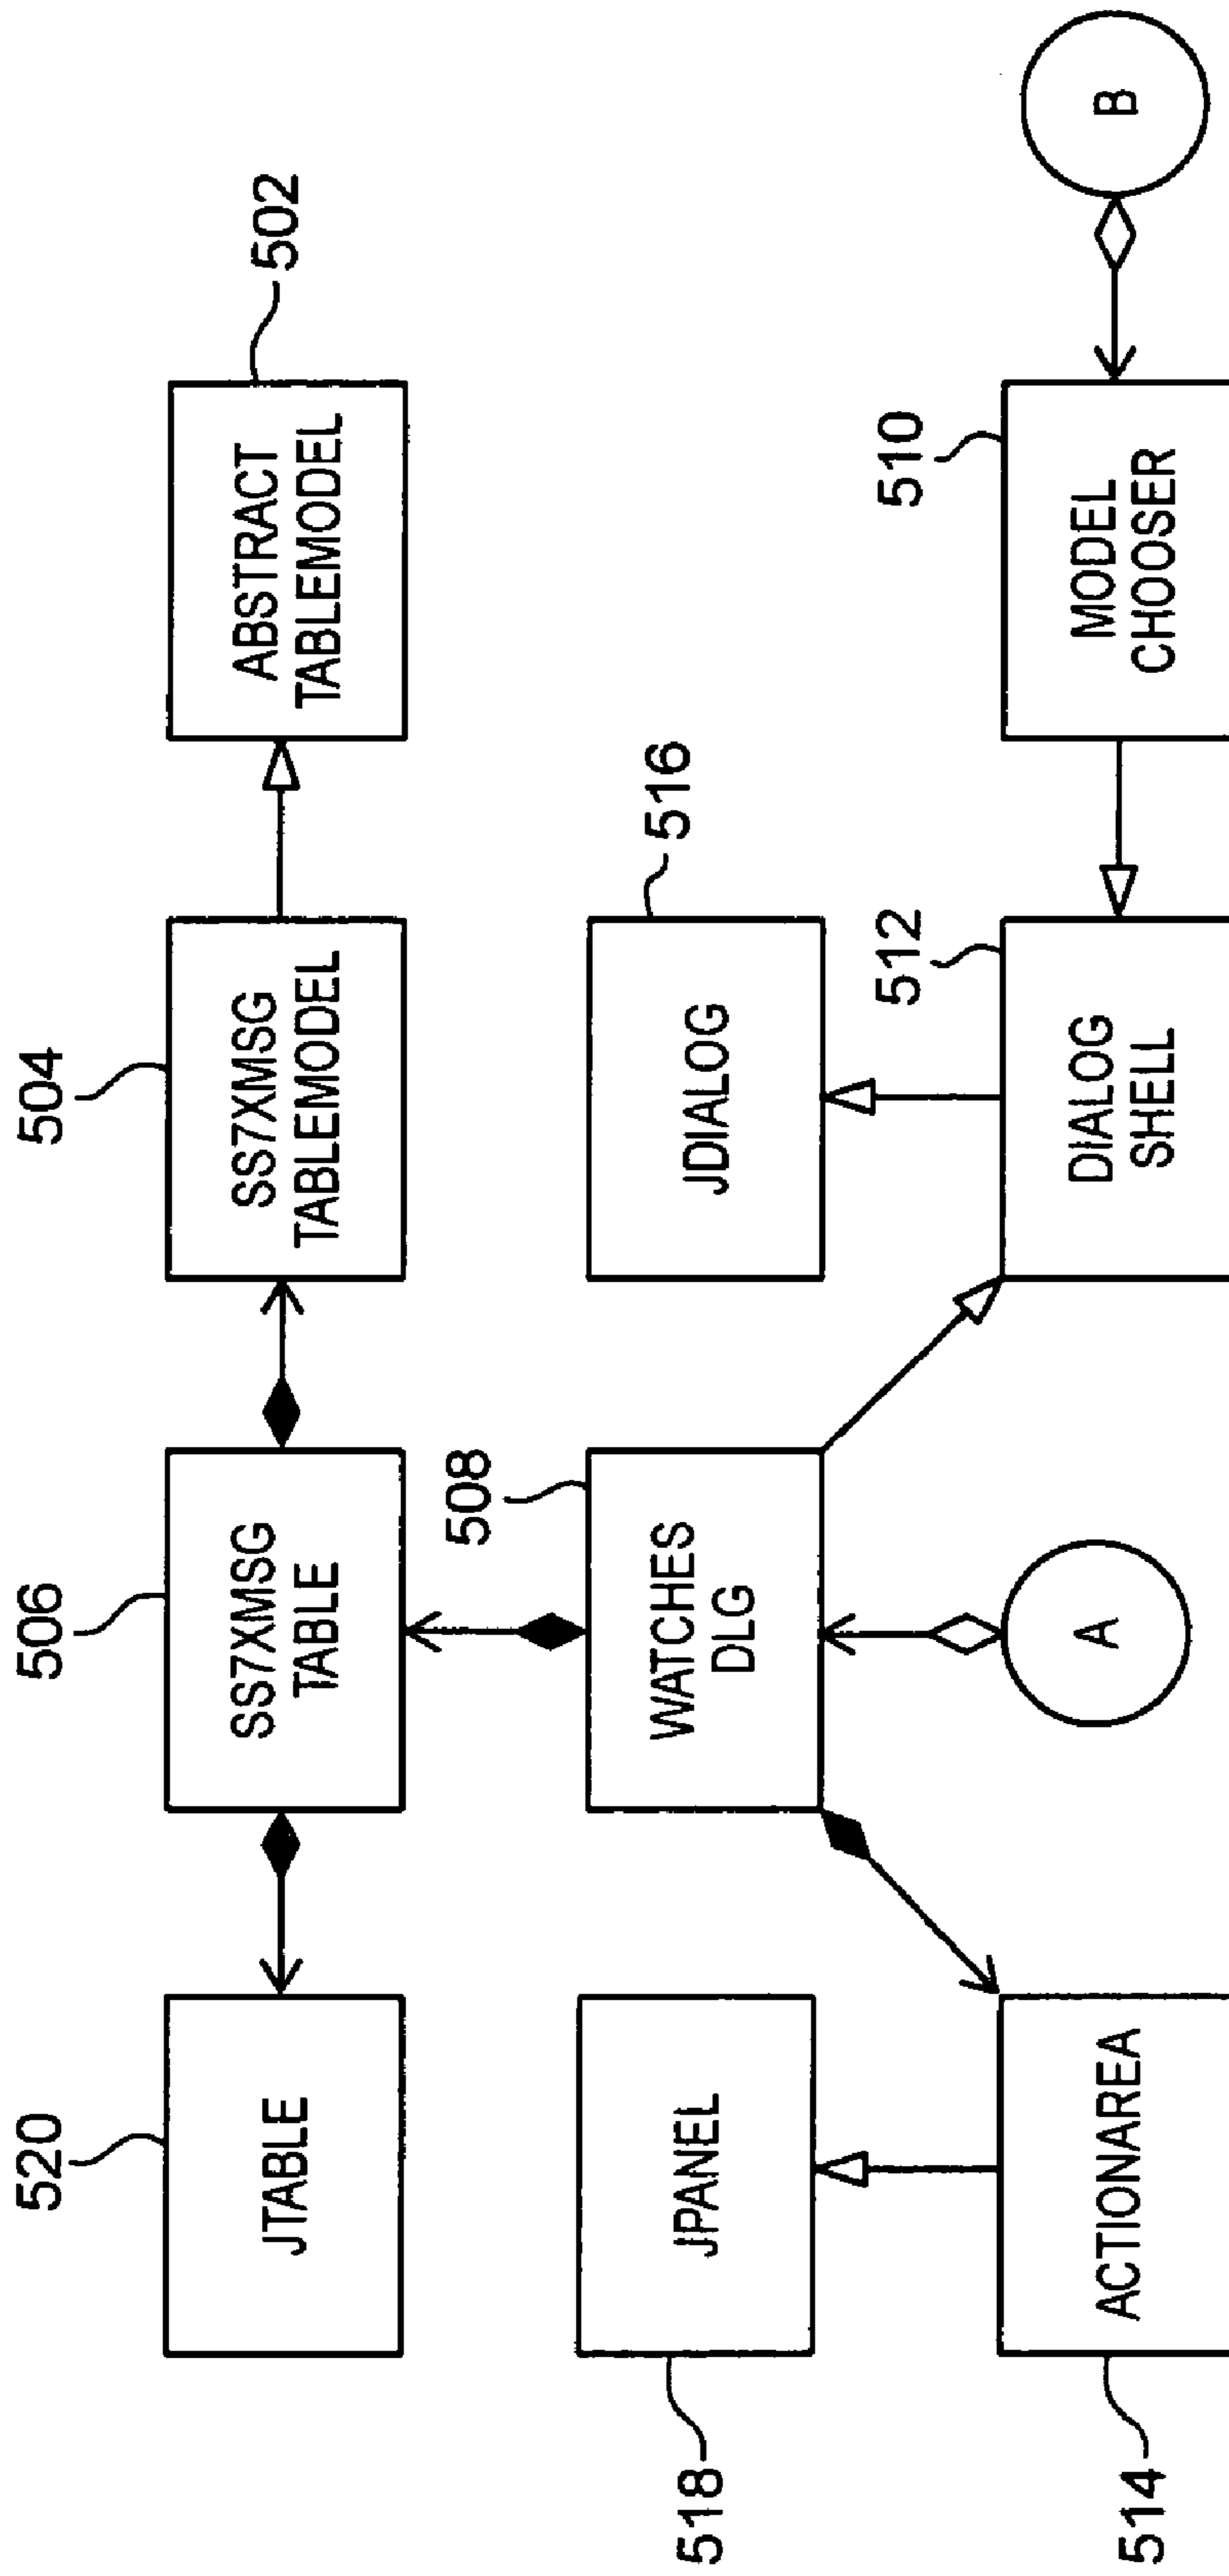 520
506
504
502
JTABLE
SS7XMSG
TABLE
SS7XMSG
TABLEMODEL
ABSTRACT
TABLEMODEL
518
508
516
JPANEL
WATCHES
DLG
JDIALOG
514
512
510
ACTIONAREA
A
DIALOG
SHELL
MODEL
CHOOSER
B